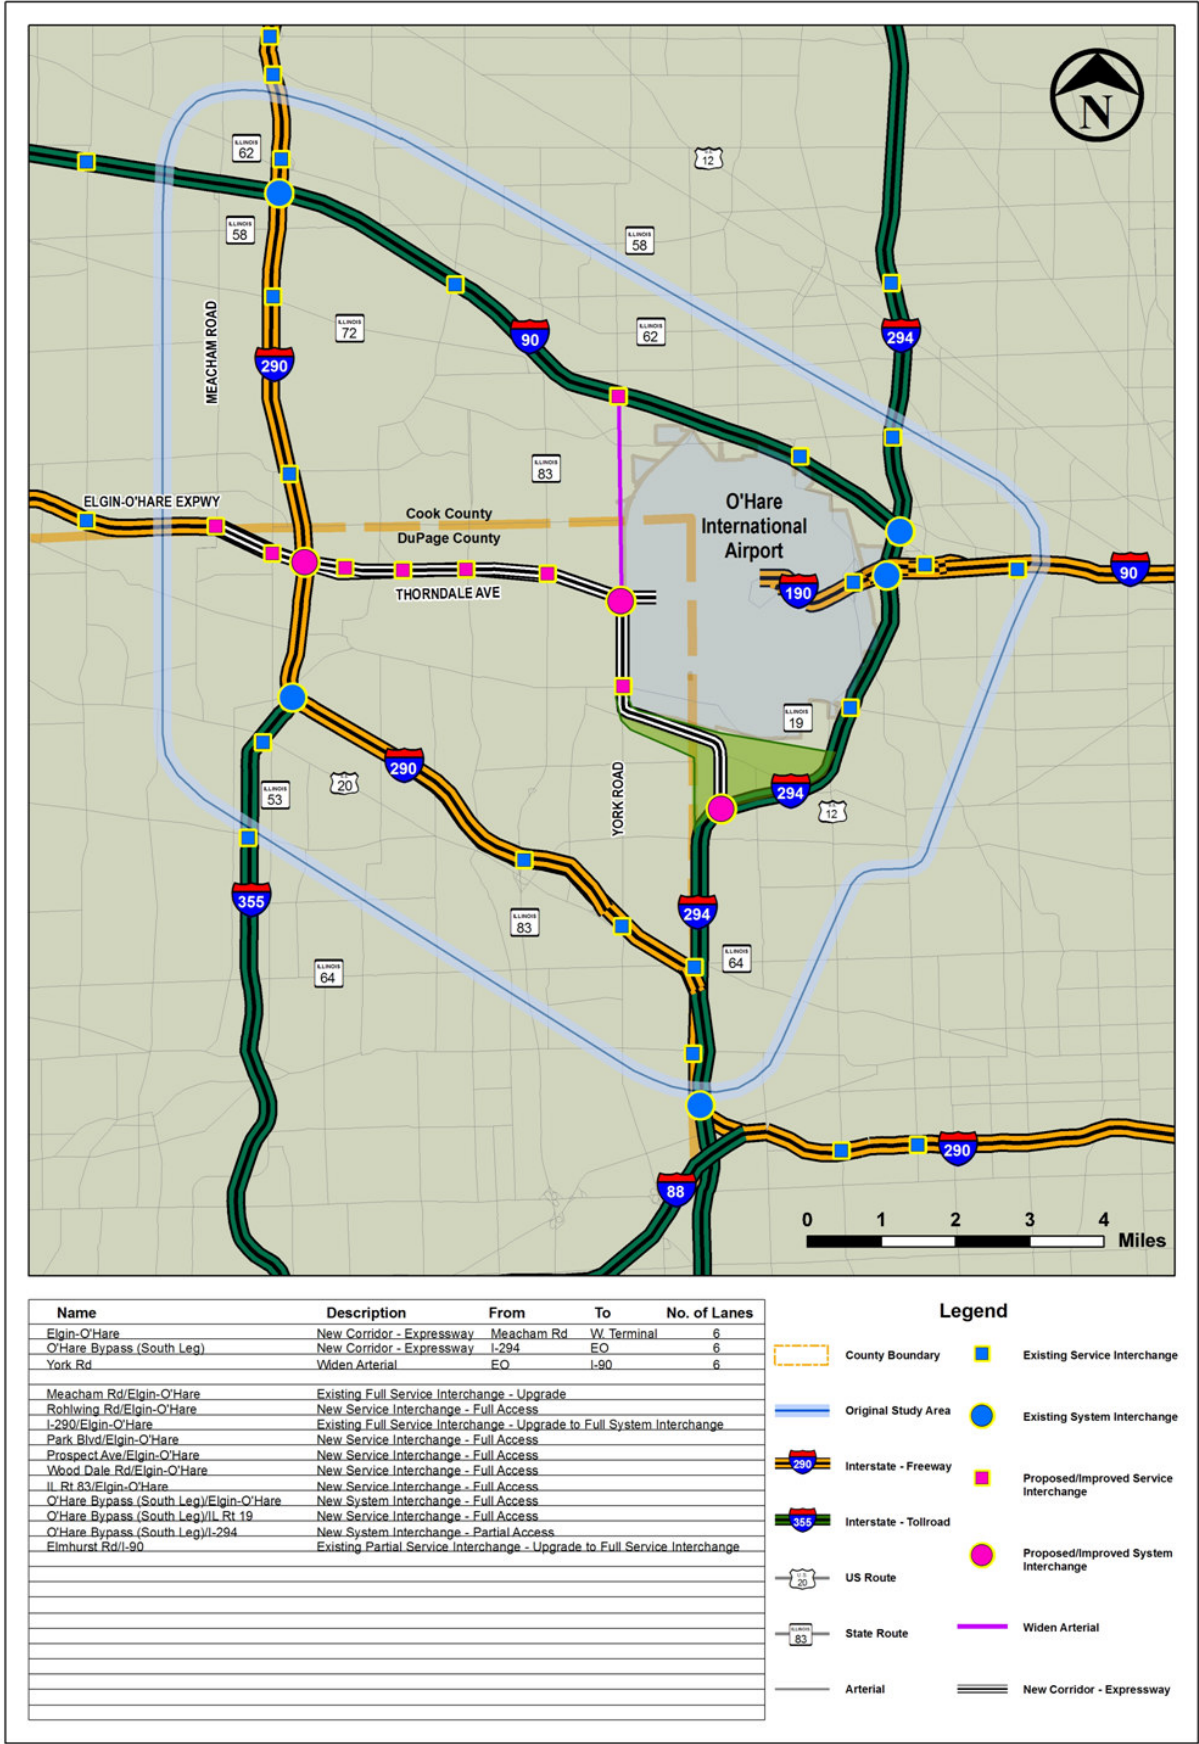 N
ILLINOIS
62
U.S.
12
ILLINOIS
58
ILLINOIS
58
MEACHAM ROAD
ILLINOIS
72
90
ILLINOIS
62
294
290
ILLINOIS
83
ELGIN-O'HARE EXPWY
Cook County
DuPage County
O'Hare
International
Airport
THORNDALE AVE
190
90
ILLINOIS
19
290
U.S.
20
ILLINOIS
53
YORK ROAD
294
U.S.
12
355
294
ILLINOIS
83
ILLINOIS
64
ILLINOIS
64
290
88
0 1 2 3 4
Miles
Name Description From To No. of Lanes
Elgin-O'Hare New Corridor - Expressway Meacham Rd W. Terminal 6
O'Hare Bypass (South Leg) New Corridor - Expressway I-294 EO 6
York Rd Widen Arterial EO I-90 6
Meacham Rd/Elgin-O'Hare Existing Full Service Interchange - Upgrade
Rohlwing Rd/Elgin-O'Hare New Service Interchange - Full Access
I-290/Elgin-O'Hare Existing Full Service Interchange - Upgrade to Full System Interchange
Park Blvd/Elgin-O'Hare New Service Interchange - Full Access
Prospect Ave/Elgin-O'Hare New Service Interchange - Full Access
Wood Dale Rd/Elgin-O'Hare New Service Interchange - Full Access
IL Rt 83/Elgin-O'Hare New Service Interchange - Full Access
O'Hare Bypass (South Leg)/Elgin-O'Hare New System Interchange - Full Access
O'Hare Bypass (South Leg)/IL Rt 19 New Service Interchange - Full Access
O'Hare Bypass (South Leg)/I-294 New System Interchange - Partial Access
Elmhurst Rd/I-90 Existing Partial Service Interchange - Upgrade to Full Service Interchange
Legend
County Boundary
Existing Service Interchange
Original Study Area
Existing System Interchange
290
Interstate - Freeway
Proposed/Improved Service
Interchange
355
Interstate - Tollroad
Proposed/Improved System
Interchange
U.S.
20
US Route
ILLINOIS
83
State Route
Widen Arterial
Arterial
New Corridor - Expressway